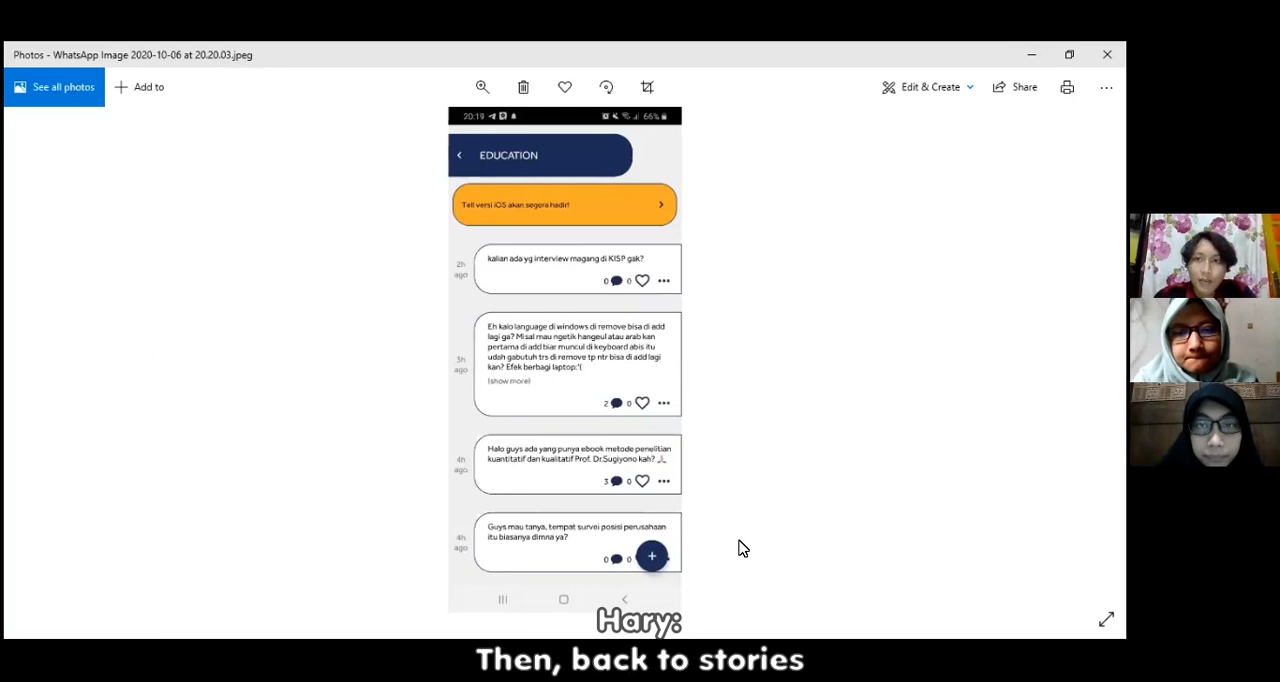 Photos - WhatsApp Image 2020-10-06 at 20.20.03.jpeg
See all photos
Add to
Edit & Create
Share
20:19
66%
EDUCATION
Tell versi iOS akan segera hadir!
2h ago
kalian ada yg interview magang di KISP gak?
0 0
3h ago
Eh kalo language di windows di remove bisa di add
lagi ga? Misal mau ngetik hangeul atau arab kan
pertama di add biar muncul di keyboard abis itu
udah gabutuh trs di remove tp ntr bisa di add lagi
kan? Efek berbagi laptop:'(
(show more)
2 0
4h ago
Halo guys ada yang punya ebook metode penelitian
kuantitatif dan kualitatif Prof. Dr.Sugiyono kah?
3 0
4h ago
Guys mau tanya, tempat survei posisi perusahaan
itu biasanya dimna ya?
0 0
Hary:
Then, back to stories